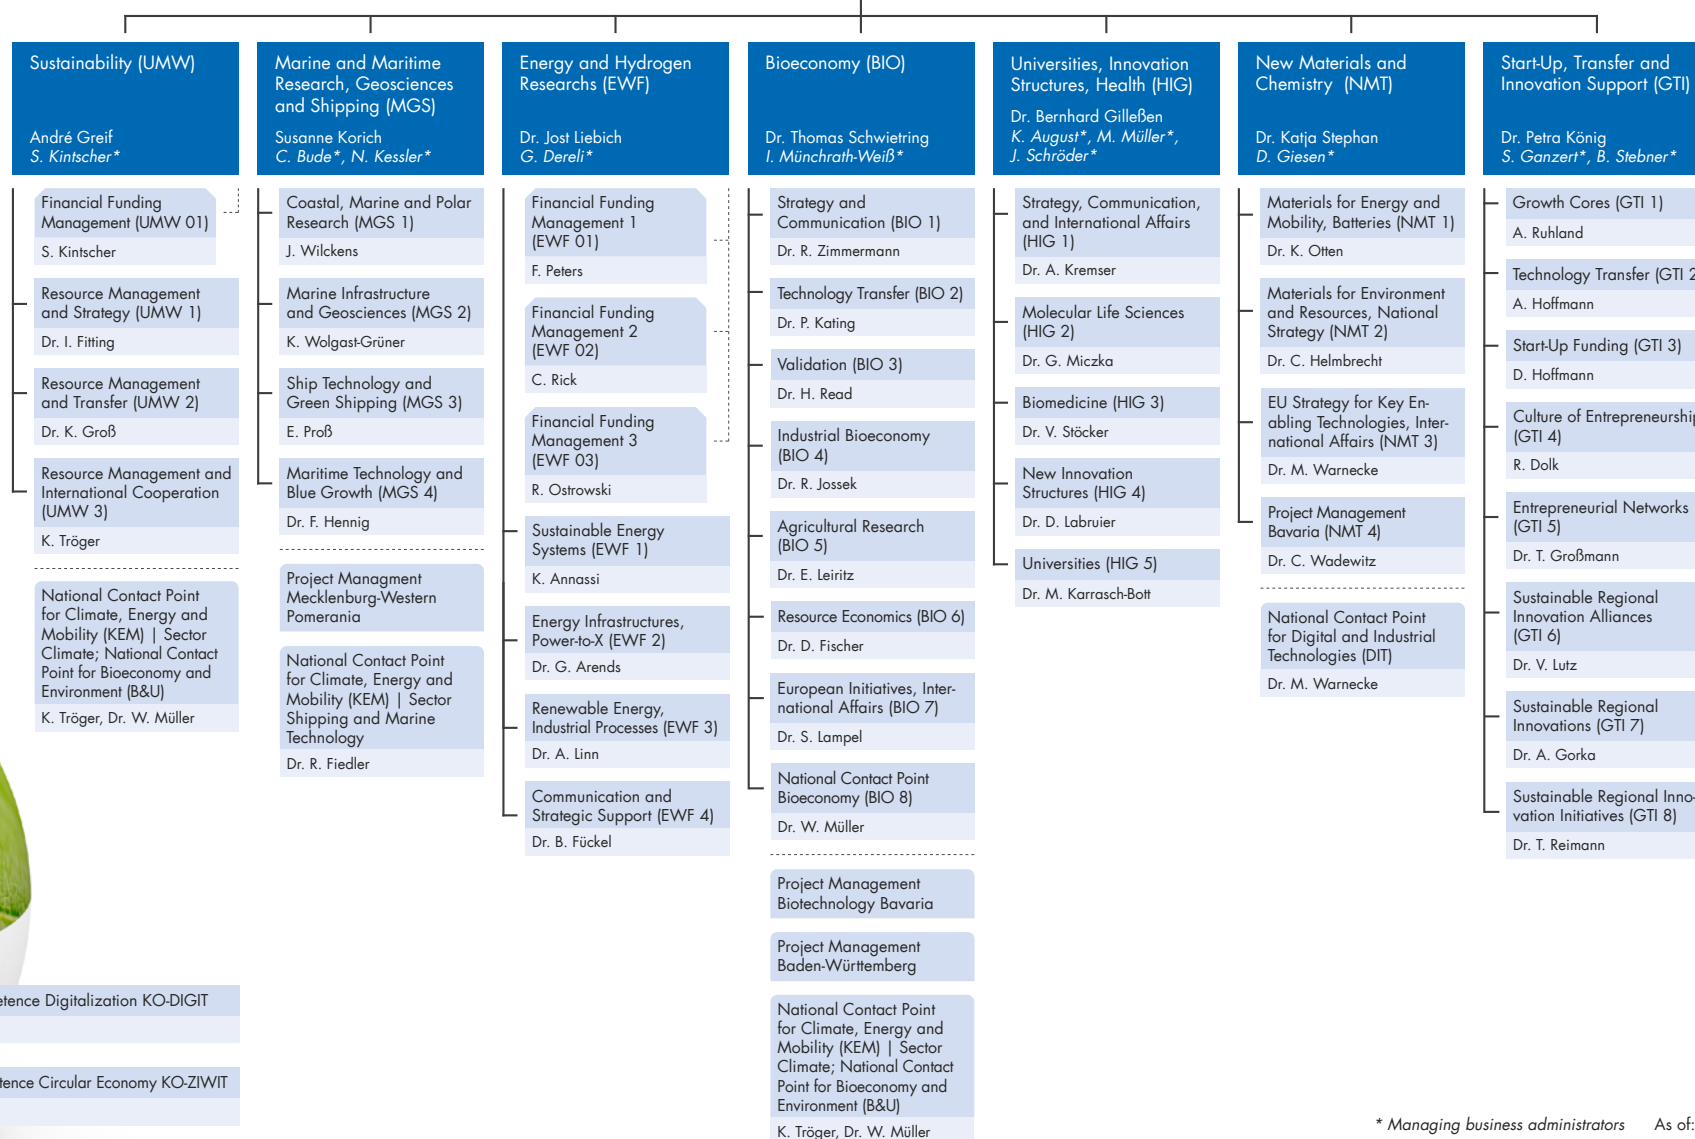 Sustainability (UMW)
André Greif
S. Kintscher*
Financial Funding
Management (UMW 01)
S. Kintscher
Resource Management
and Strategy (UMW 1)
Dr. I. Fitting
Resource Management
and Transfer (UMW 2)
Dr. K. Groß
Resource Management and
International Cooperation
(UMW 3)
K. Tröger
National Contact Point
for Climate, Energy and
Mobility (KEM) | Sector
Climate; National Contact
Point for Bioeconomy and
Environment (B&U)
K. Tröger, Dr. W. Müller
Marine and Maritime
Research, Geosciences
and Shipping (MGS)
Susanne Korich
C. Bude*, N. Kessler*
Coastal, Marine and Polar
Research (MGS 1)
J. Wilckens
Marine Infrastructure
and Geosciences (MGS 2)
K. Wolgast-Grüner
Ship Technology and
Green Shipping (MGS 3)
E. Proß
Maritime Technology and
Blue Growth (MGS 4)
Dr. F. Hennig
Project Managment
Mecklenburg-Western
Pomerania
National Contact Point
for Climate, Energy and
Mobility (KEM) | Sector
Shipping and Marine
Technology
Dr. R. Fiedler
Energy and Hydrogen
Researchs (EWF)
Dr. Jost Liebich
G. Dereli*
Financial Funding
Management 1
(EWF 01)
F. Peters
Financial Funding
Management 2
(EWF 02)
C. Rick
Financial Funding
Management 3
(EWF 03)
R. Ostrowski
Sustainable Energy
Systems (EWF 1)
K. Annassi
Energy Infrastructures,
Power-to-X (EWF 2)
Dr. G. Arends
Renewable Energy,
Industrial Processes (EWF 3)
Dr. A. Linn
Communication and
Strategic Support (EWF 4)
Dr. B. Fückel
Bioeconomy (BIO)
Dr. Thomas Schwietring
I. Münchrath-Weiß*
Strategy and
Communication (BIO 1)
Dr. R. Zimmermann
Technology Transfer (BIO 2)
Dr. P. Kating
Validation (BIO 3)
Dr. H. Read
Industrial Bioeconomy
(BIO 4)
Dr. R. Jossek
Agricultural Research
(BIO 5)
Dr. E. Leiritz
Resource Economics (BIO 6)
Dr. D. Fischer
European Initiatives, Inter-
national Affairs (BIO 7)
Dr. S. Lampel
National Contact Point
Bioeconomy (BIO 8)
Dr. W. Müller
Project Management
Biotechnology Bavaria
Project Management
Baden-Württemberg
National Contact Point
for Climate, Energy and
Mobility (KEM) | Sector
Climate; National Contact
Point for Bioeconomy and
Environment (B&U)
K. Tröger, Dr. W. Müller
Universities, Innovation
Structures, Health (HIG)
Dr. Bernhard Gilleßen
K. August*, M. Müller*,
J. Schröder*
Strategy, Communication,
and International Affairs
(HIG 1)
Dr. A. Kremser
Molecular Life Sciences
(HIG 2)
Dr. G. Miczka
Biomedicine (HIG 3)
Dr. V. Stöcker
New Innovation
Structures (HIG 4)
Dr. D. Labruier
Universities (HIG 5)
Dr. M. Karrasch-Bott
New Materials and
Chemistry (NMT)
Dr. Katja Stephan
D. Giesen*
Materials for Energy and
Mobility, Batteries (NMT 1)
Dr. K. Otten
Materials for Environment
and Resources, National
Strategy (NMT 2)
Dr. C. Helmbrecht
EU Strategy for Key En-
abling Technologies, Inter-
national Affairs (NMT 3)
Dr. M. Warnecke
Project Management
Bavaria (NMT 4)
Dr. C. Wadewitz
National Contact Point
for Digital and Industrial
Technologies (DIT)
Dr. M. Warnecke
Start-Up, Transfer and
Innovation Support (GTI)
Dr. Petra König
S. Ganzert*, B. Stebner*
Growth Cores (GTI 1)
A. Ruhland
Technology Transfer (GTI 2
A. Hoffmann
Start-Up Funding (GTI 3)
D. Hoffmann
Culture of Entrepreneurship
(GTI 4)
R. Dolk
Entrepreneurial Networks
(GTI 5)
Dr. T. Großmann
Sustainable Regional
Innovation Alliances
(GTI 6)
Dr. V. Lutz
Sustainable Regional
Innovations (GTI 7)
Dr. A. Gorka
Sustainable Regional Inno-
vation Initiatives (GTI 8)
Dr. T. Reimann
etence Digitalization KO-DIGIT
tence Circular Economy KO-ZIWIT
* Managing business administrators As of: